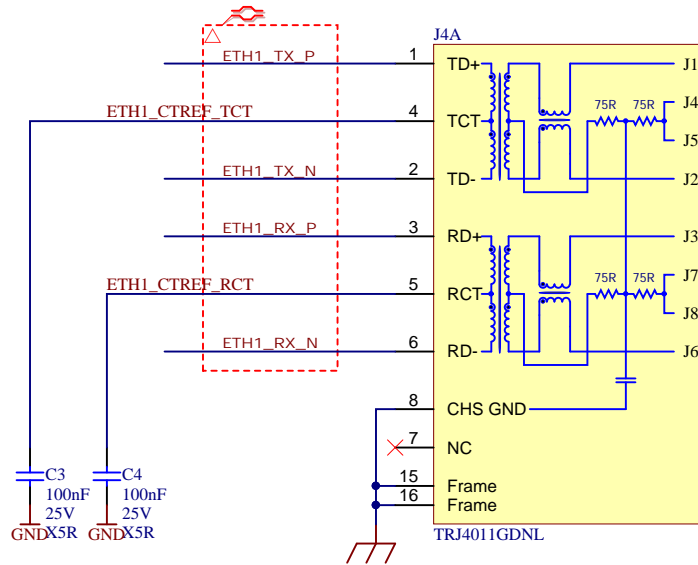 J4A
ETH1_TX_P 1 TD+ J1
75R 75R J4
ETH1_CTREF_TCT 4 TCT
J5
ETH1_TX_N 2 TD- J2
ETH1_RX_P 3 RD+ J3
75R 75R J7
ETH1_CTREF_RCT 5 RCT
J8
ETH1_RX_N 6 RD- J6
8 CHS GND
7 NC
15 Frame
16 Frame
TRJ4011GDNL
C3
100nF
25V
X5R
GND
C4
100nF
25V
X5R
GND